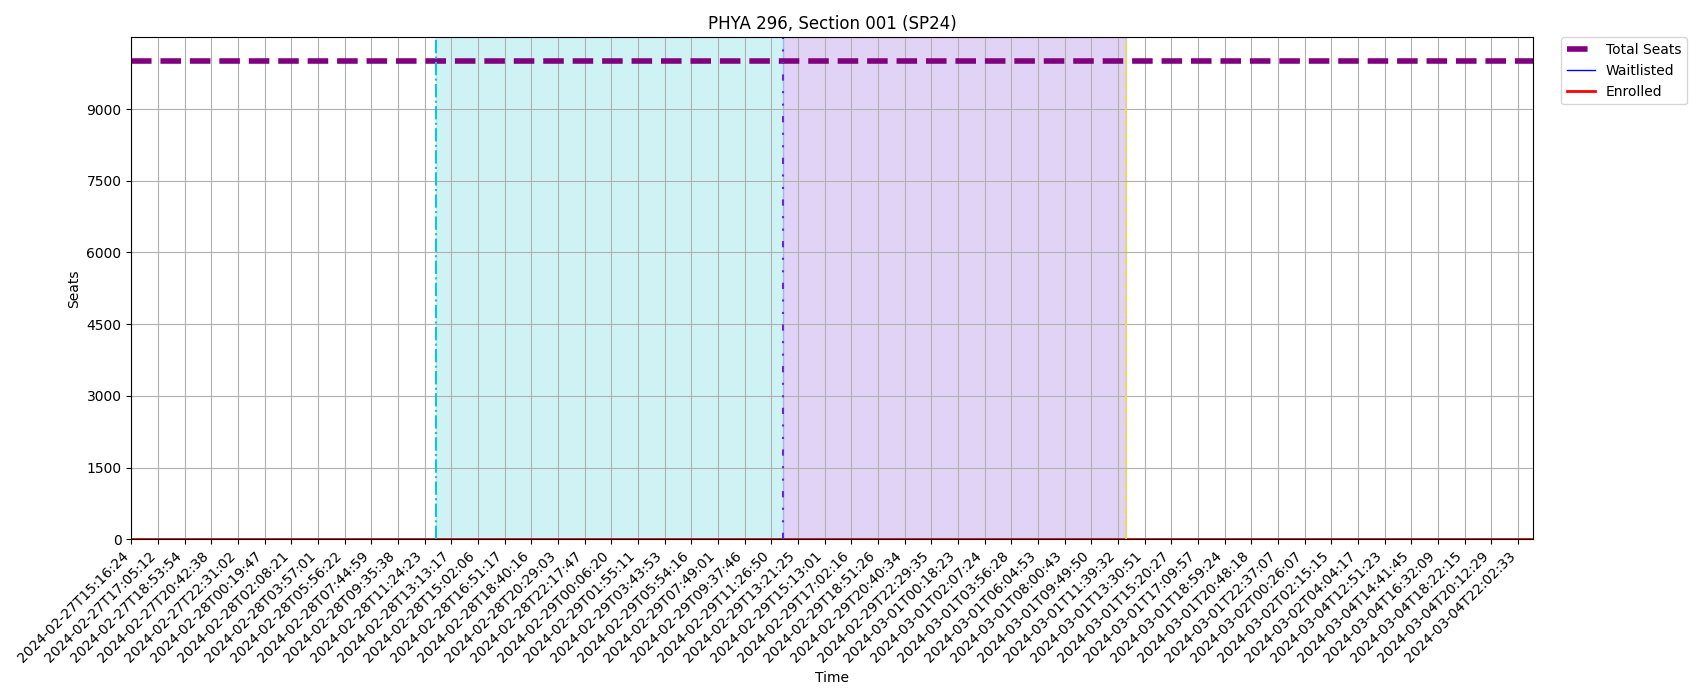 PHYA 296, Section 001 (SP24)
Total Seats
Waitlisted
Enrolled
9000
7500
6000
4500
3000
1500
0
Seats
2024-02-27T15:16:24
2024-02-27T17:05:12
2024-02-27T18:53:54
2024-02-27T20:42:38
2024-02-27T22:31:02
2024-02-28T00:19:47
2024-02-28T02:08:21
2024-02-28T03:57:01
2024-02-28T05:56:22
2024-02-28T07:44:59
2024-02-28T09:35:38
2024-02-28T11:24:23
2024-02-28T13:13:17
2024-02-28T15:02:06
2024-02-28T16:51:17
2024-02-28T18:40:16
2024-02-28T20:29:03
2024-02-28T22:17:47
2024-02-29T00:06:20
2024-02-29T01:55:11
2024-02-29T03:43:53
2024-02-29T05:54:16
2024-02-29T07:49:01
2024-02-29T09:37:46
2024-02-29T11:26:50
2024-02-29T13:21:25
2024-02-29T15:13:01
2024-02-29T17:02:16
2024-02-29T18:51:26
2024-02-29T20:40:34
2024-02-29T22:29:35
2024-03-01T00:18:23
2024-03-01T02:07:24
2024-03-01T03:56:28
2024-03-01T06:04:53
2024-03-01T08:00:43
2024-03-01T09:49:50
2024-03-01T11:39:32
2024-03-01T13:30:51
2024-03-01T15:20:27
2024-03-01T17:09:57
2024-03-01T18:59:24
2024-03-01T20:48:18
2024-03-01T22:37:07
2024-03-02T00:26:07
2024-03-02T02:15:15
2024-03-02T04:04:17
2024-03-04T12:51:23
2024-03-04T14:41:45
2024-03-04T16:32:09
2024-03-04T18:22:15
2024-03-04T20:12:29
2024-03-04T22:02:33
Time